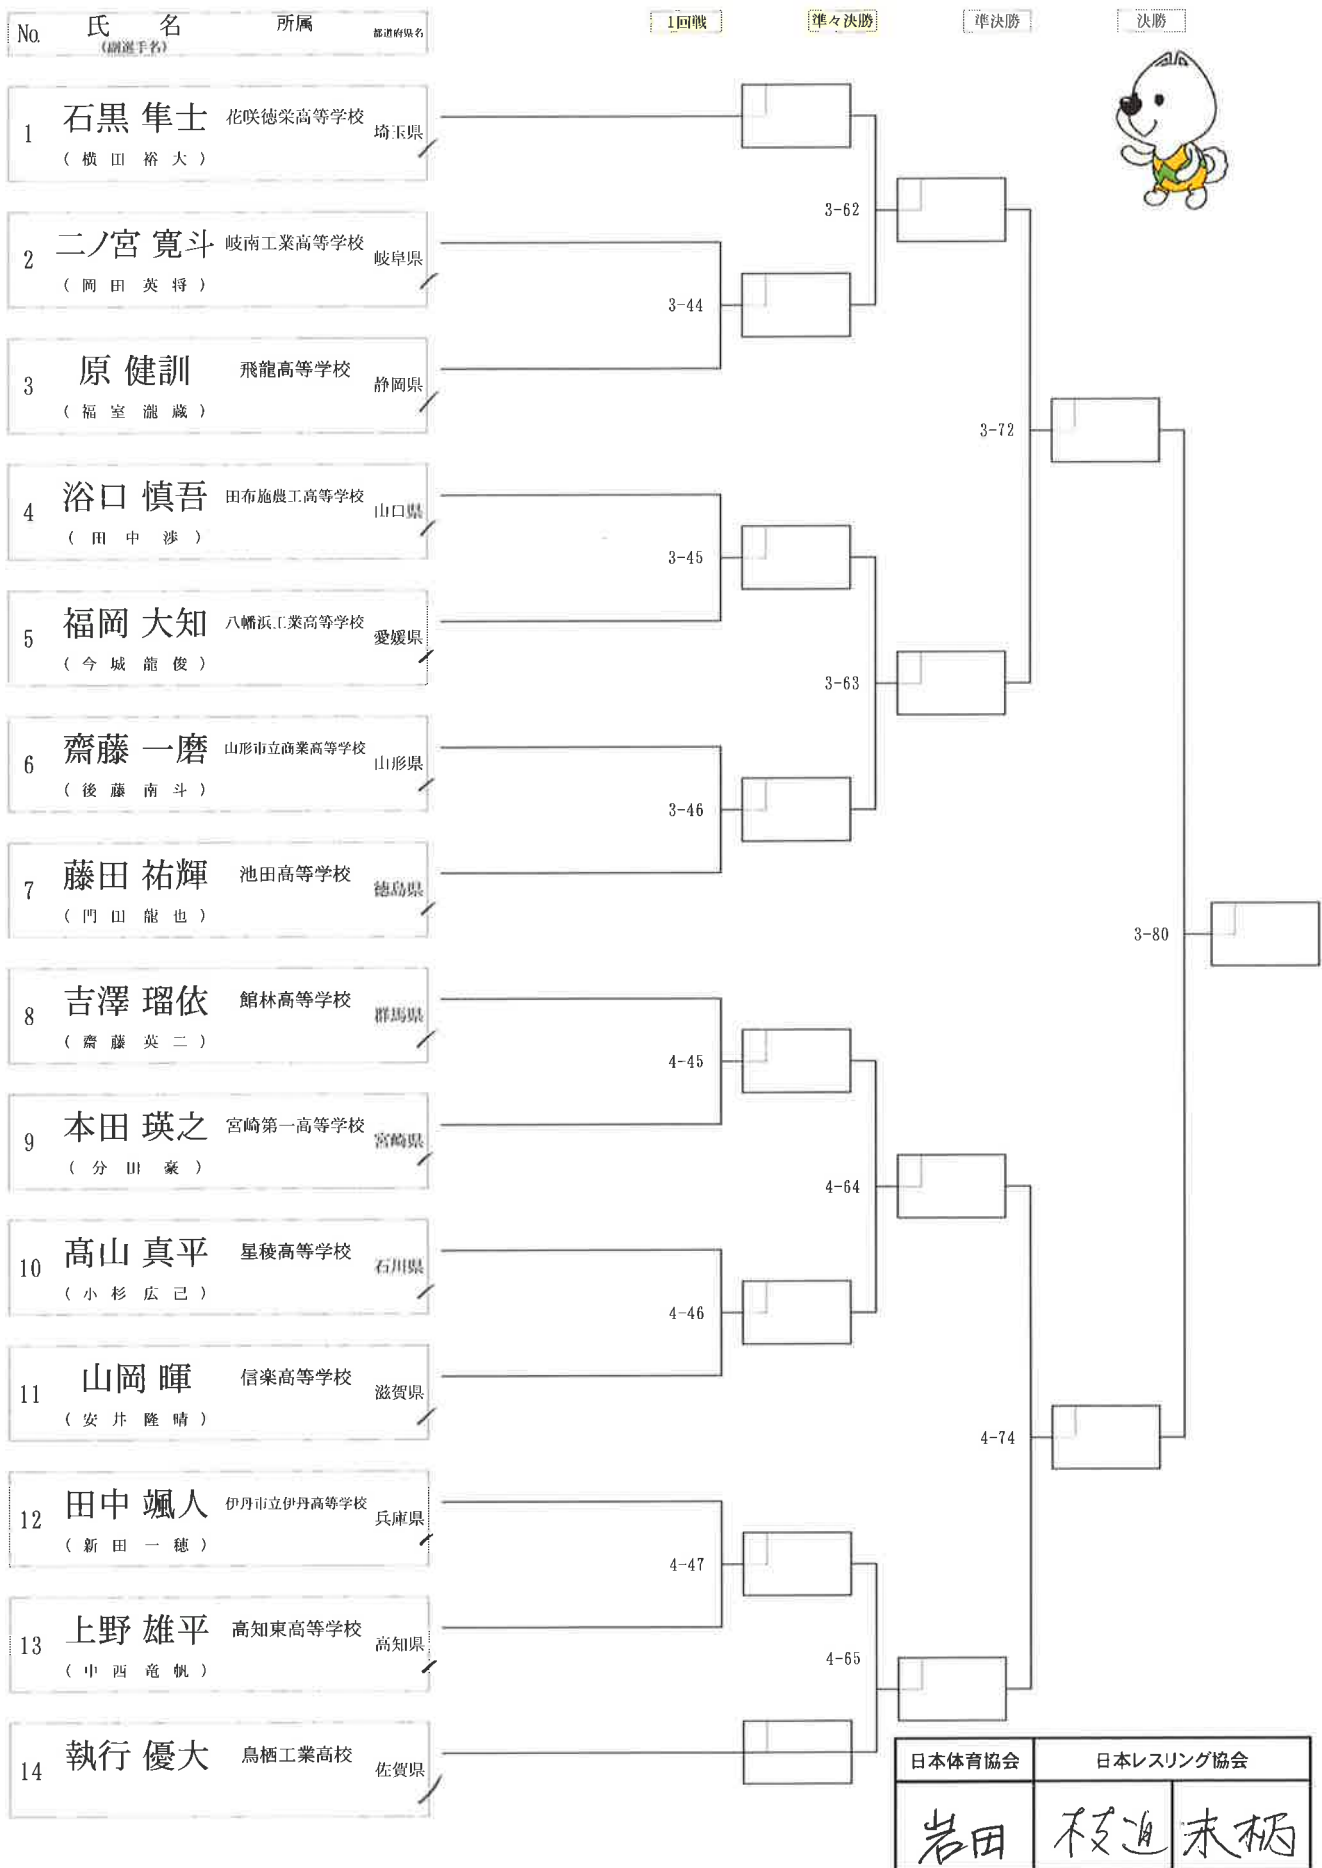 No. 氏 名 所属 都道府県名 1回戦 準々決勝 準決勝 決勝
(副選手名)
1 石黒 隼士 花咲徳栄高等学校 埼玉県
(横田裕大)
3-62
2 二ノ宮 寛斗 岐南工業高等学校 岐阜県
(岡田英将)
3-44
3 原 健訓 飛龍高等学校 静岡県
(福室瀧蔵)
3-72
4 浴口 慎吾 田布施農工高等学校 山口県
(田中渉)
3-45
5 福岡 大知 八幡浜工業高等学校 愛媛県
(今城龍俊)
3-63
6 齋藤 一磨 山形市立商業高等学校 山形県
(後藤南斗)
3-46
7 藤田 祐輝 池田高等学校 徳島県
(門田龍也)
3-80
8 吉澤 瑠依 館林高等学校 群馬県
(齋藤英二)
4-45
9 本田 瑛之 宮崎第一高等学校 宮崎県
(分田豪)
4-64
10 髙山 真平 星稜高等学校 石川県
(小杉広己)
4-46
11 山岡 暉 信楽高等学校 滋賀県
(安井隆晴)
4-74
12 田中 颯人 伊丹市立伊丹高等学校 兵庫県
(新田一穂)
4-47
13 上野 雄平 高知東高等学校 高知県
(中西竜帆)
4-65
14 執行 優大 鳥栖工業高校 佐賀県
日本体育協会 日本レスリング協会
岩田 枝迫 末柄